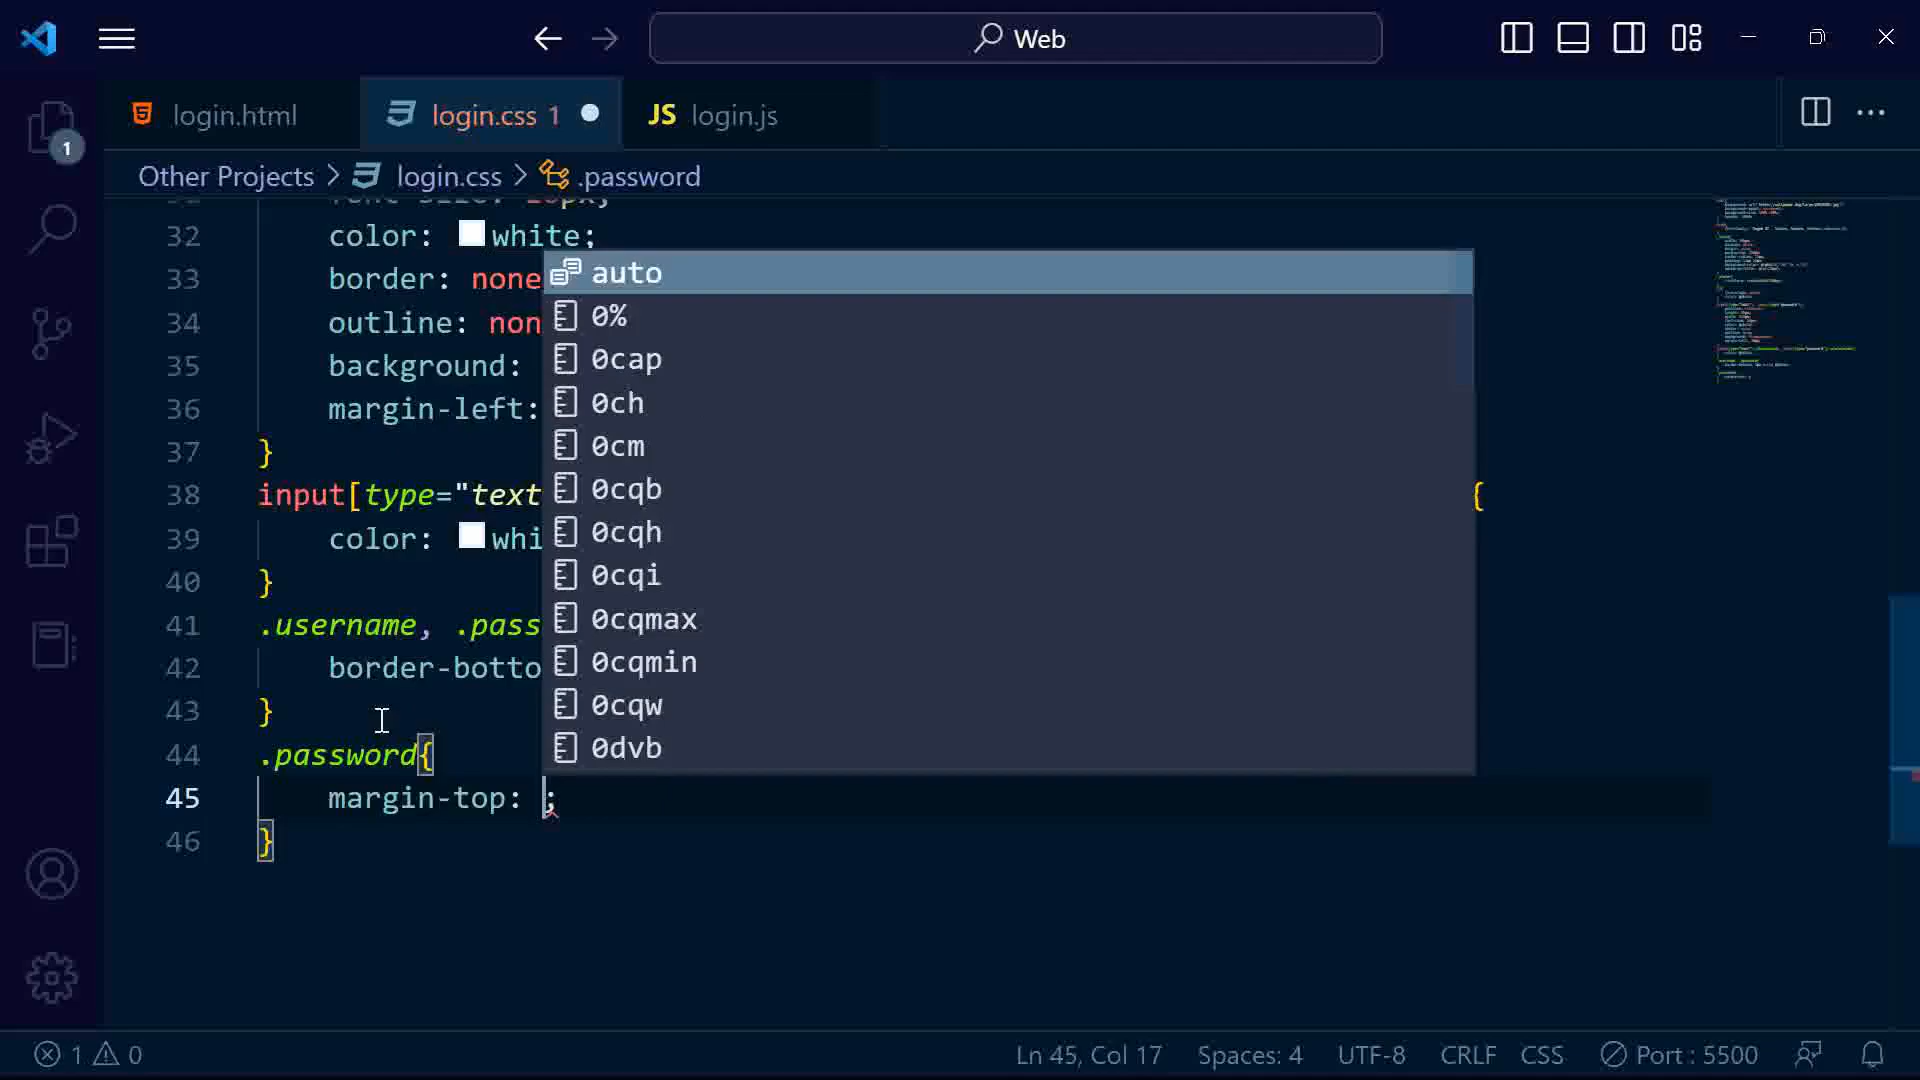 Web
login.html
login.css 1
JS login.js
Other Projects > login.css > .password
1
32 color: white;
33 border: none
34 outline: non
35 background:
36 margin-left:
37 }
38 input[type="text {
39 color: whi
40 }
41 .username, .pass
42 border-botto
43 }
44 .password{
45 margin-top: ;
46 }
auto
0%
0cap
0ch
0cm
0cqb
0cqh
0cqi
0cqmax
0cqmin
0cqw
0dvb
1 0
Ln 45, Col 17
Spaces: 4
UTF-8
CRLF
CSS
Port : 5500